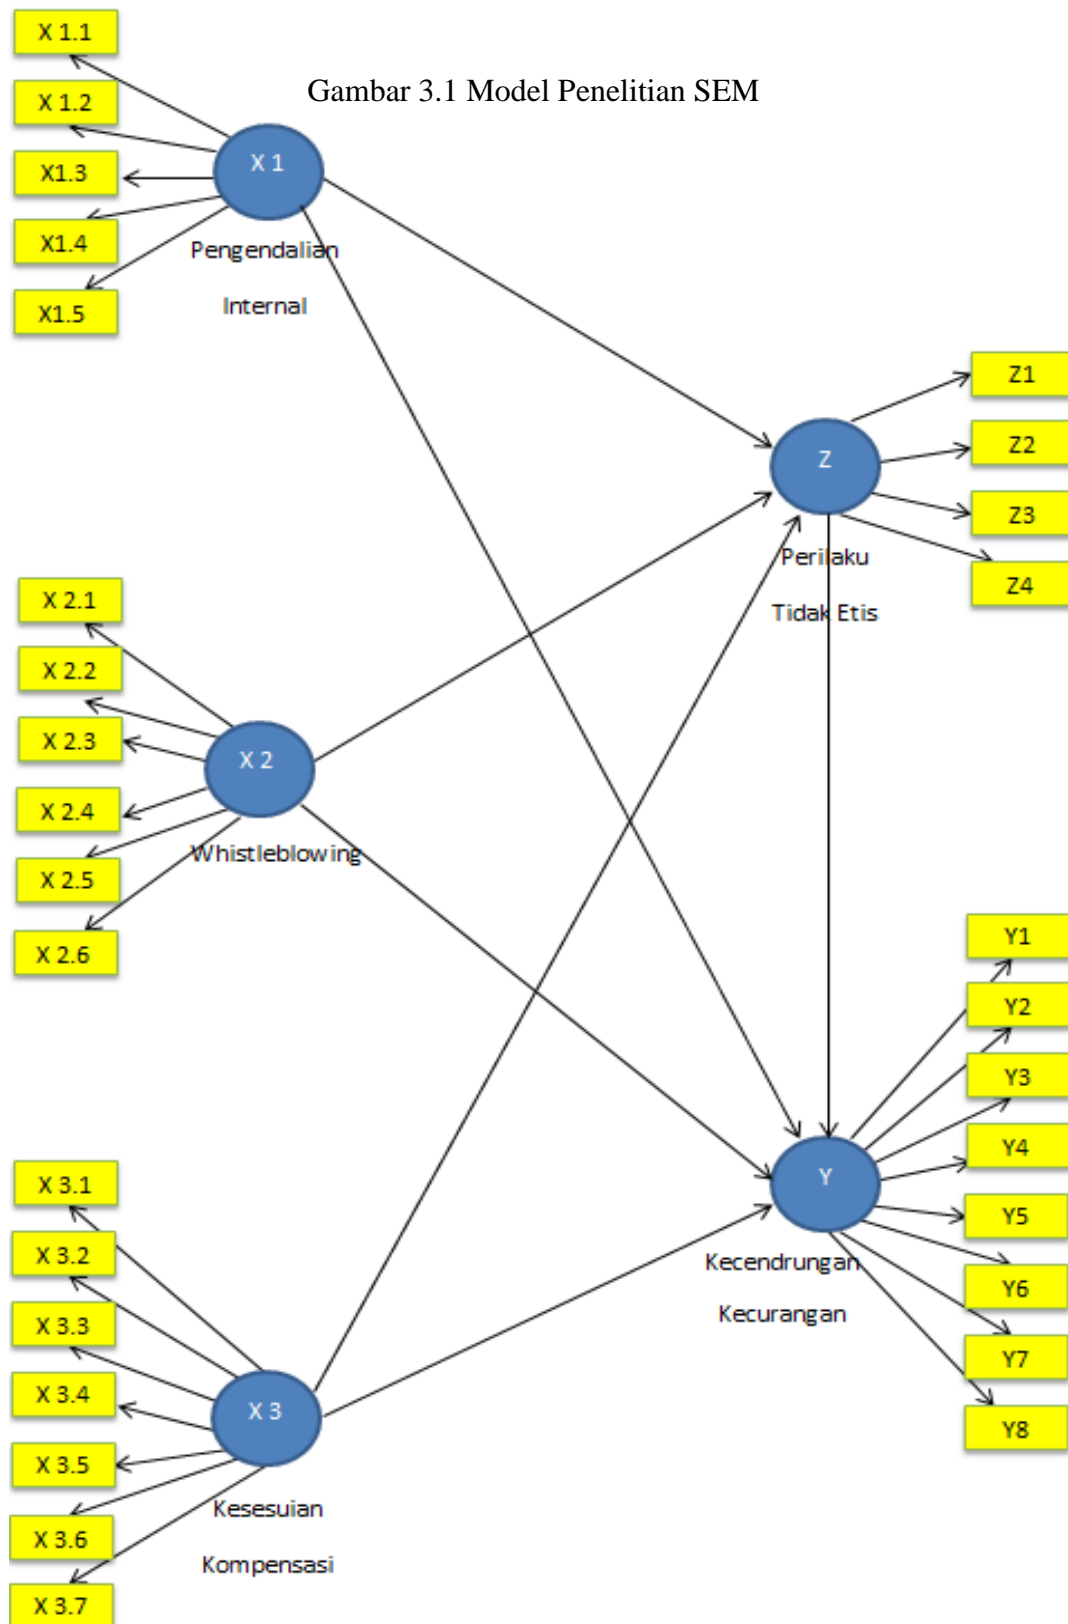 X 1.1
Gambar 3.1 Model Penelitian SEM
X 1.2
X1.3
X1.4
X1.5
X 1
Pengendalian
Internal
Z1
Z2
Z3
Z4
Z
Perilaku
Tidak Etis
X 2.1
X 2.2
X 2.3
X 2.4
X 2.5
X 2.6
X 2
Whistleblowing
Y1
Y2
Y3
Y4
Y5
Y6
Y7
Y8
Y
Kecendrungan
Kecurangan
X 3.1
X 3.2
X 3.3
X 3.4
X 3.5
X 3.6
X 3.7
X 3
Kesesuian
Kompensasi